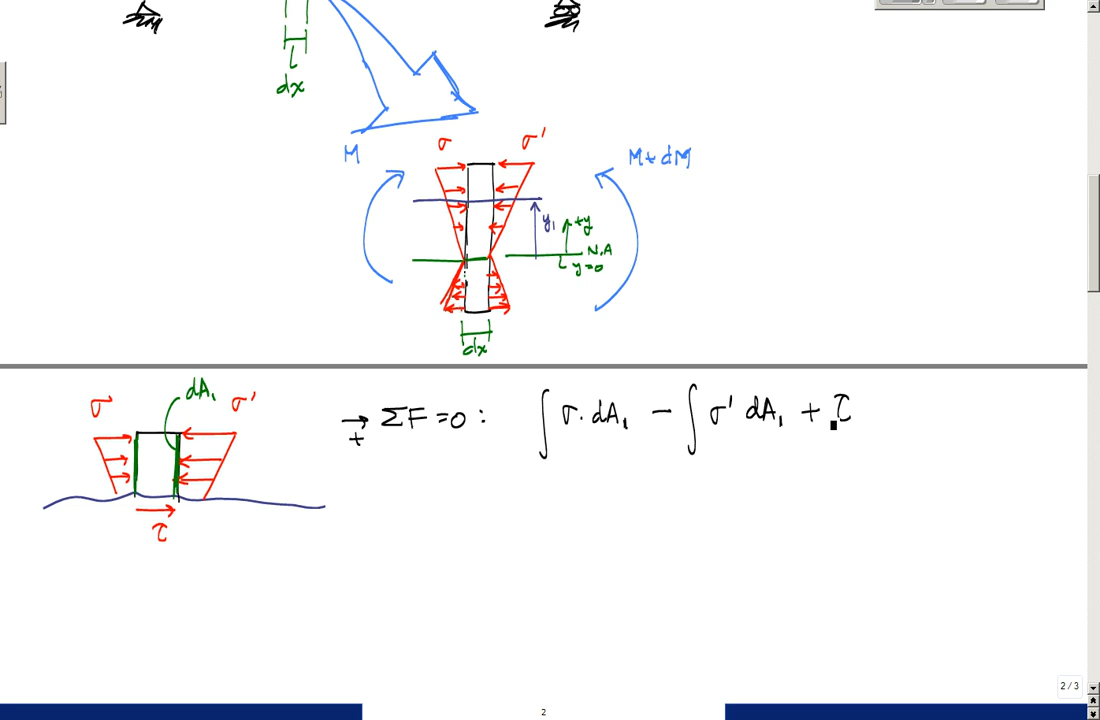 dx
M
σ σ'
M + dM
y₁
+y
N.A
y=0
dx
dA₁
σ σ'
→ + ΣF = 0 : ∫ σ. dA₁ − ∫ σ' dA₁ + τ
τ
2 / 3
2